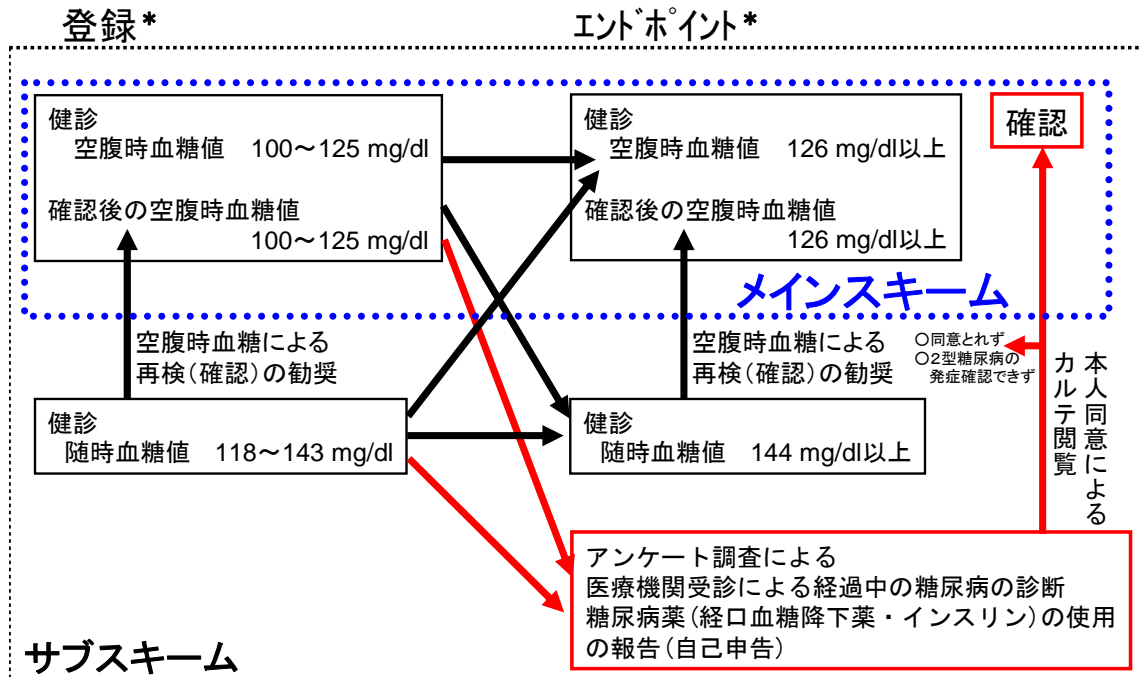 登録*
エンドポイント*
健診
空腹時血糖値 100～125 mg/dl
確認後の空腹時血糖値
100～125 mg/dl
健診
空腹時血糖値 126 mg/dl以上
確認後の空腹時血糖値
126 mg/dl以上
確認
メインスキーム
空腹時血糖による
再検(確認)の勧奨
空腹時血糖による
再検(確認)の勧奨
○同意とれず
○2型糖尿病の
発症確認できず
本人同意による
カルテ閲覧
健診
随時血糖値 118～143 mg/dl
健診
随時血糖値 144 mg/dl以上
アンケート調査による
医療機関受診による経過中の糖尿病の診断
糖尿病薬(経口血糖降下薬・インスリン)の使用
の報告(自己申告)
サブスキーム